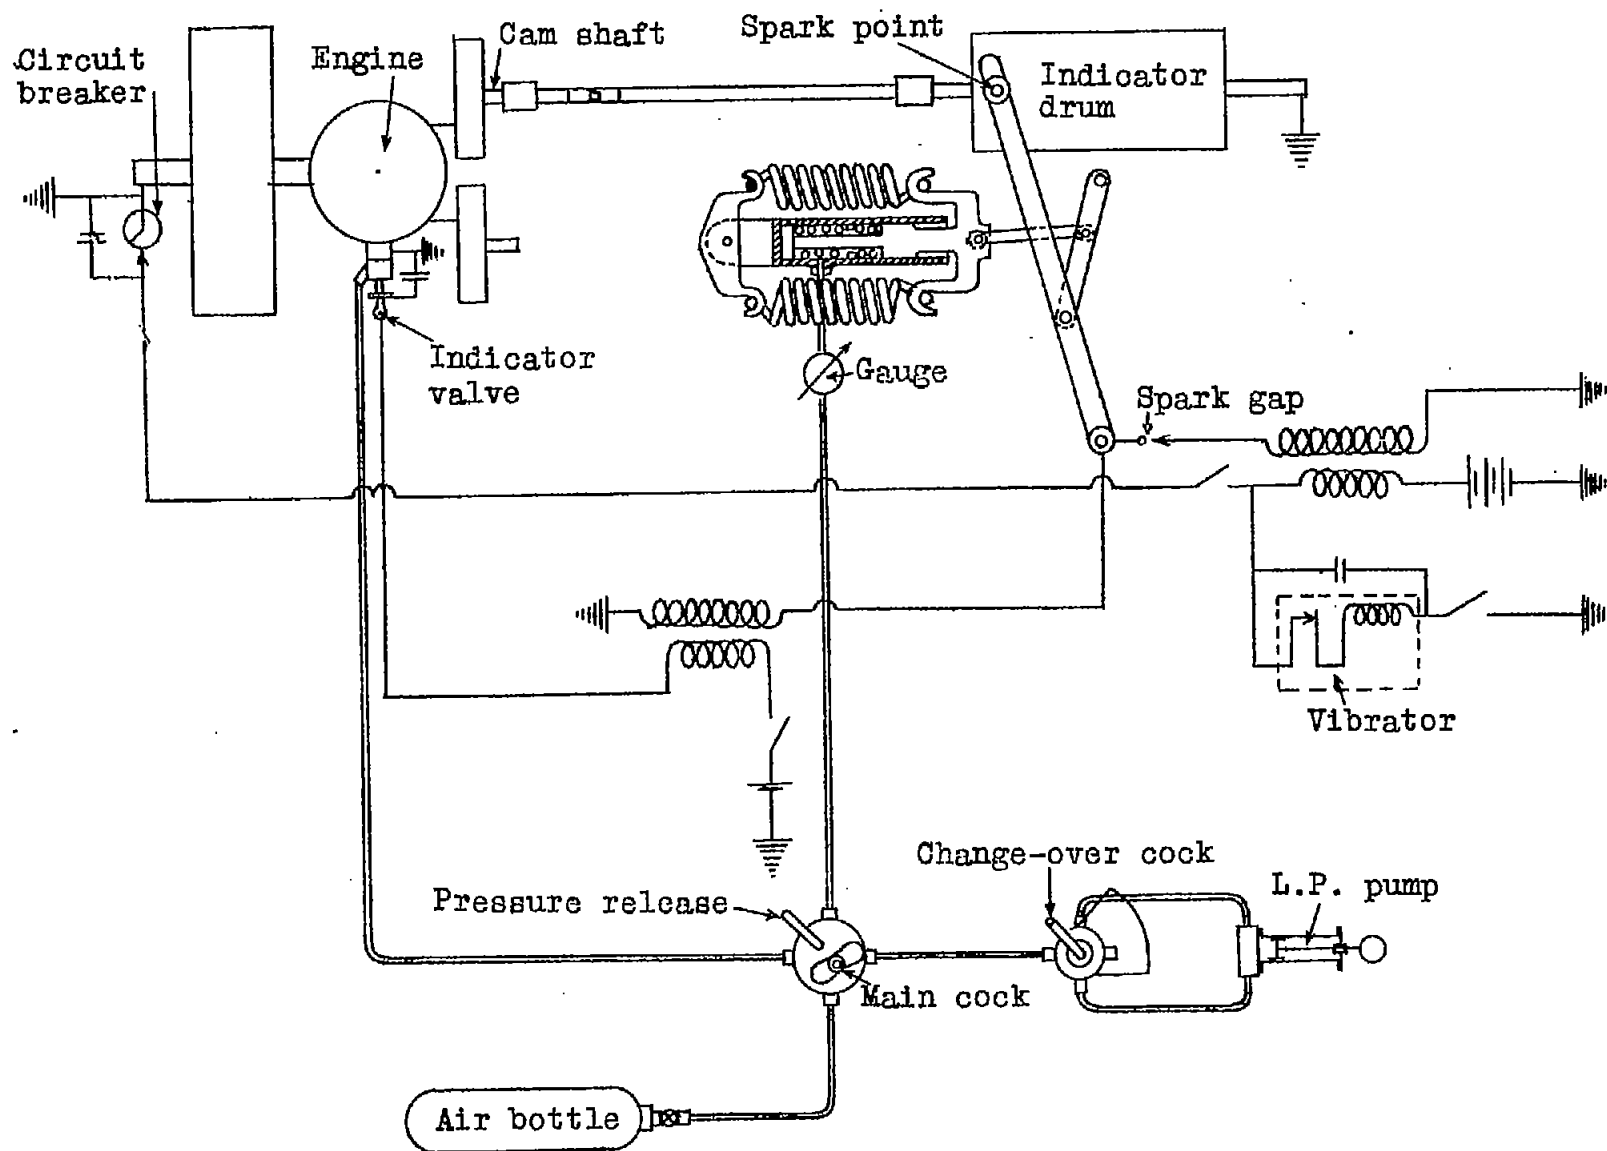 Circuit
breaker
Engine
Cam shaft
Spark point
Indicator
drum
Indicator
valve
Gauge
Spark gap
Vibrator
Change-over cock
L.P. pump
Pressure release
Main cock
Air bottle